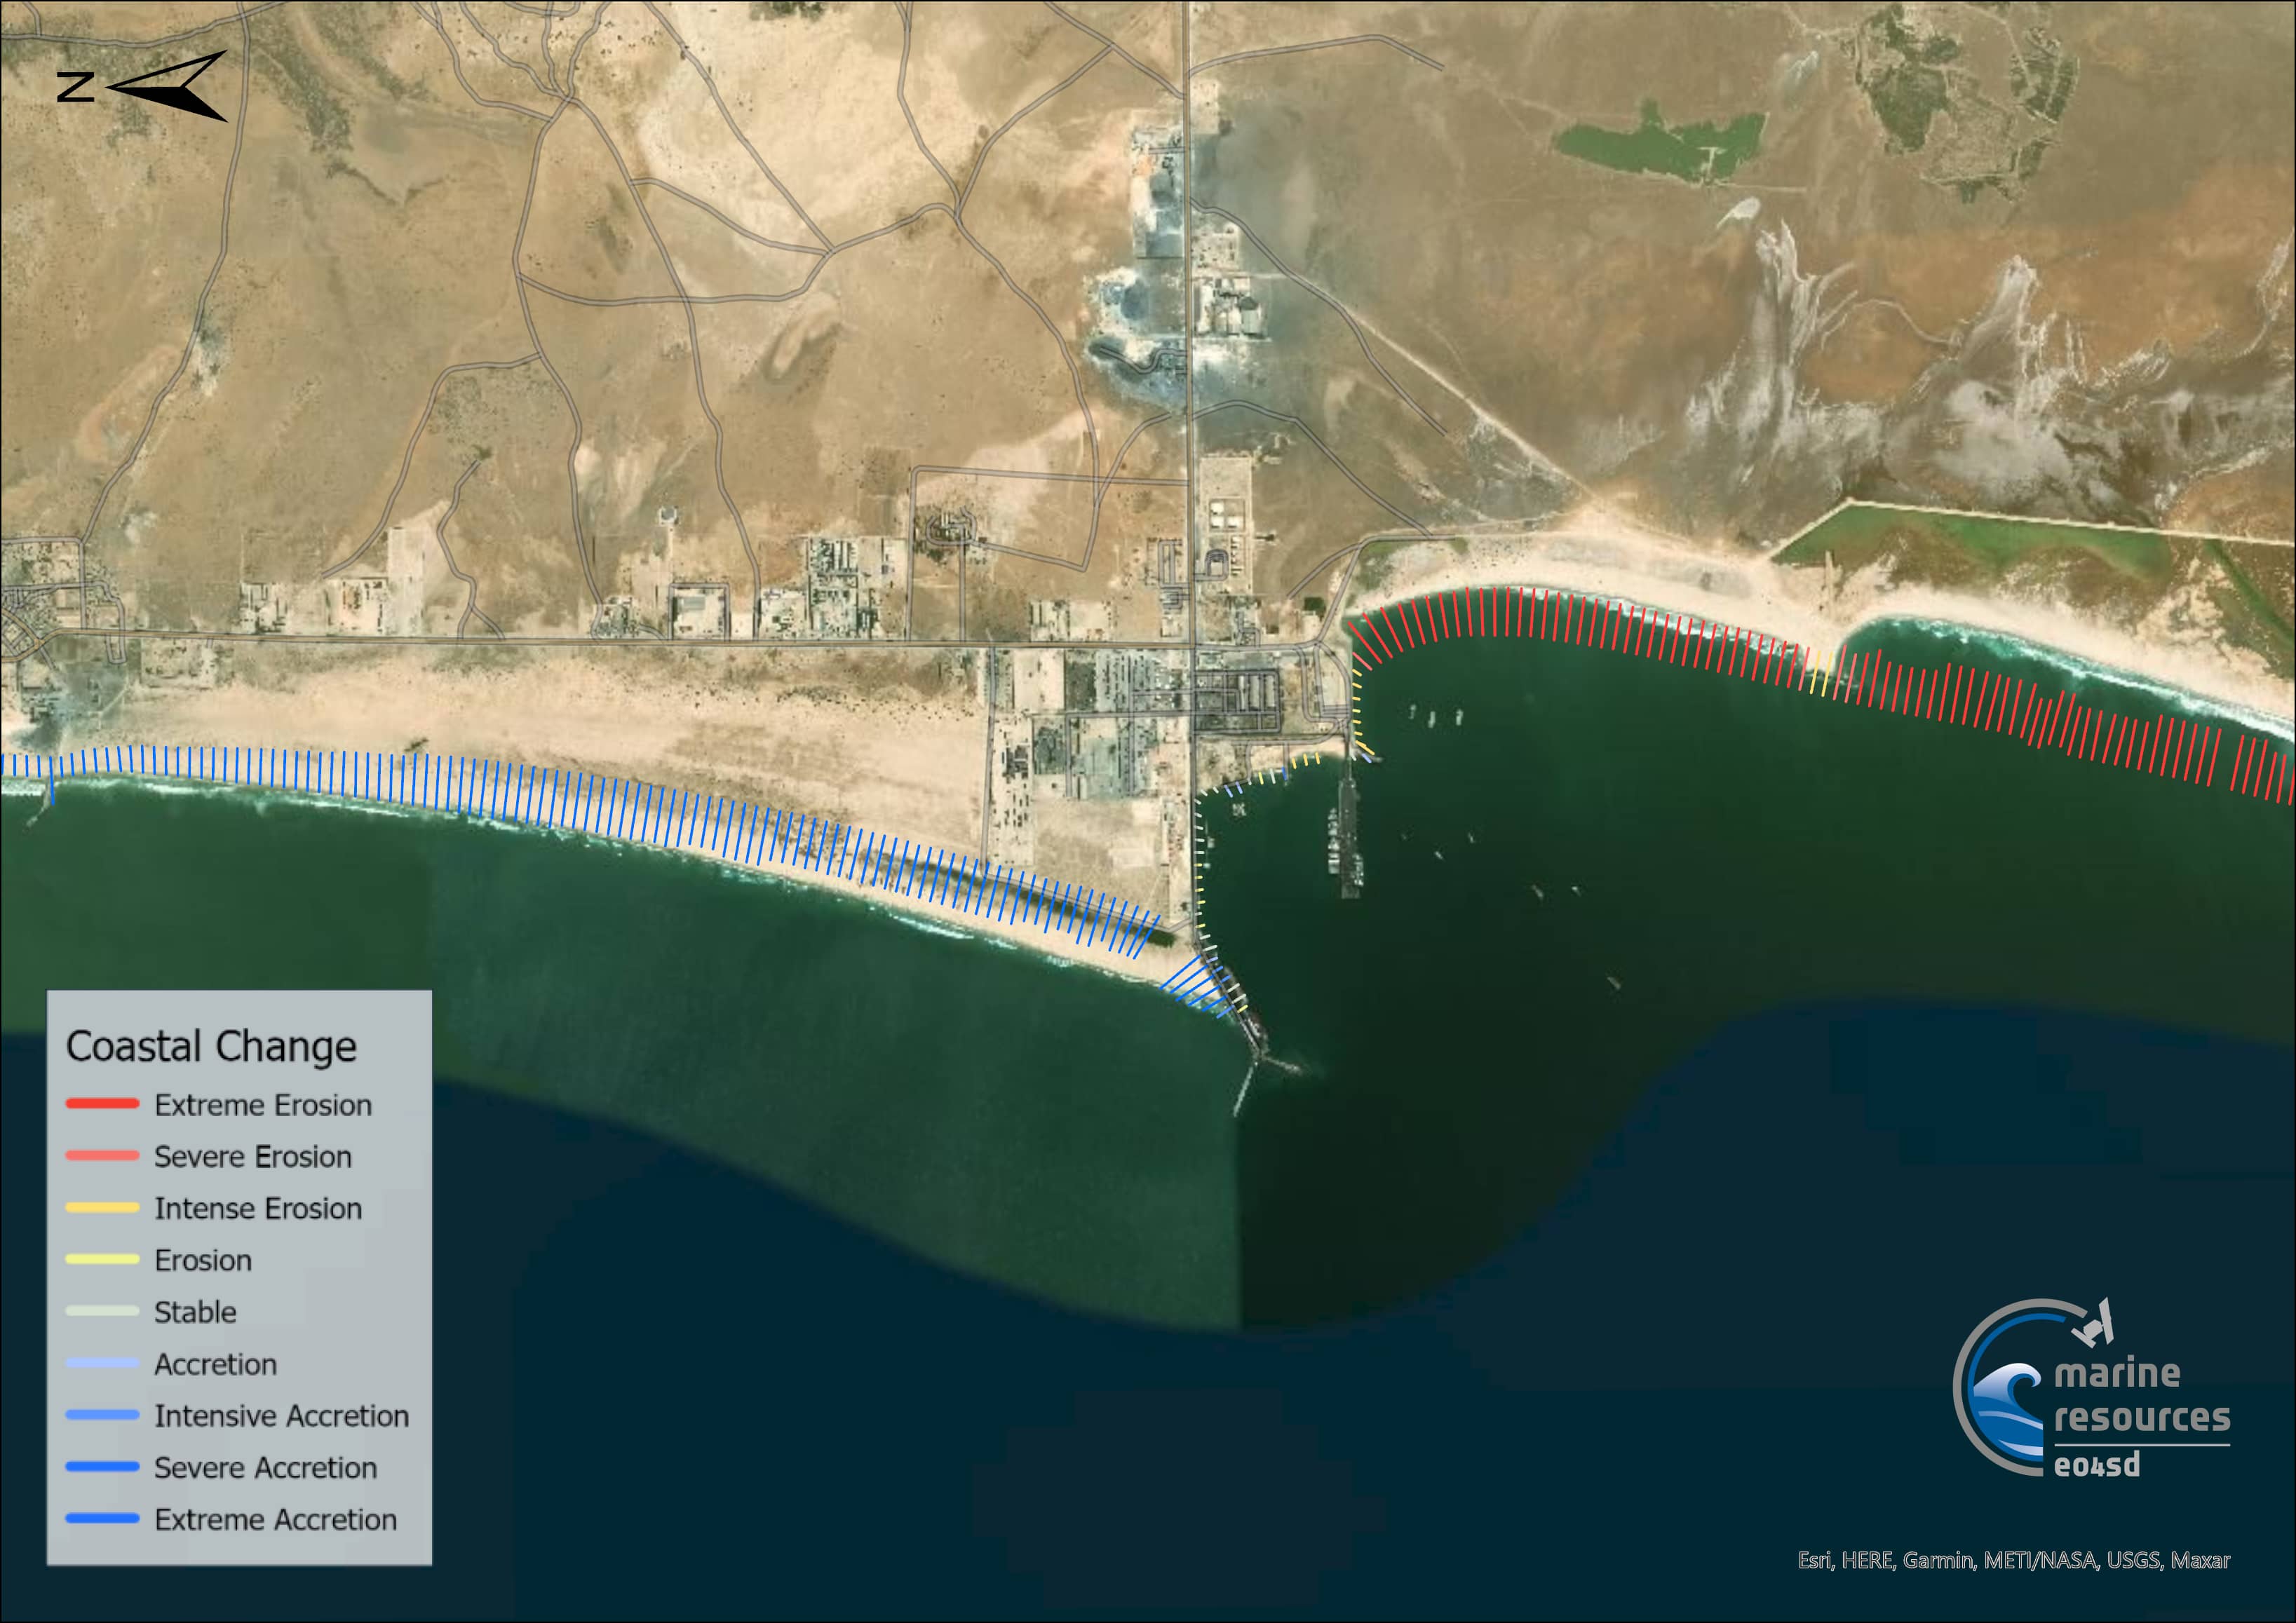 N
Coastal Change
Extreme Erosion
Severe Erosion
Intense Erosion
Erosion
Stable
Accretion
Intensive Accretion
Severe Accretion
Extreme Accretion
marine
resources
eo4sd
Esri, HERE, Garmin, METI/NASA, USGS, Maxar